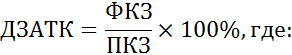 ДЗАТК = ФКЗ/ПКЗ × 100%, где: